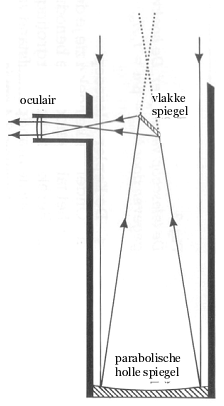 oculair
vlakke
spiegel
parabolische
holle spiegel